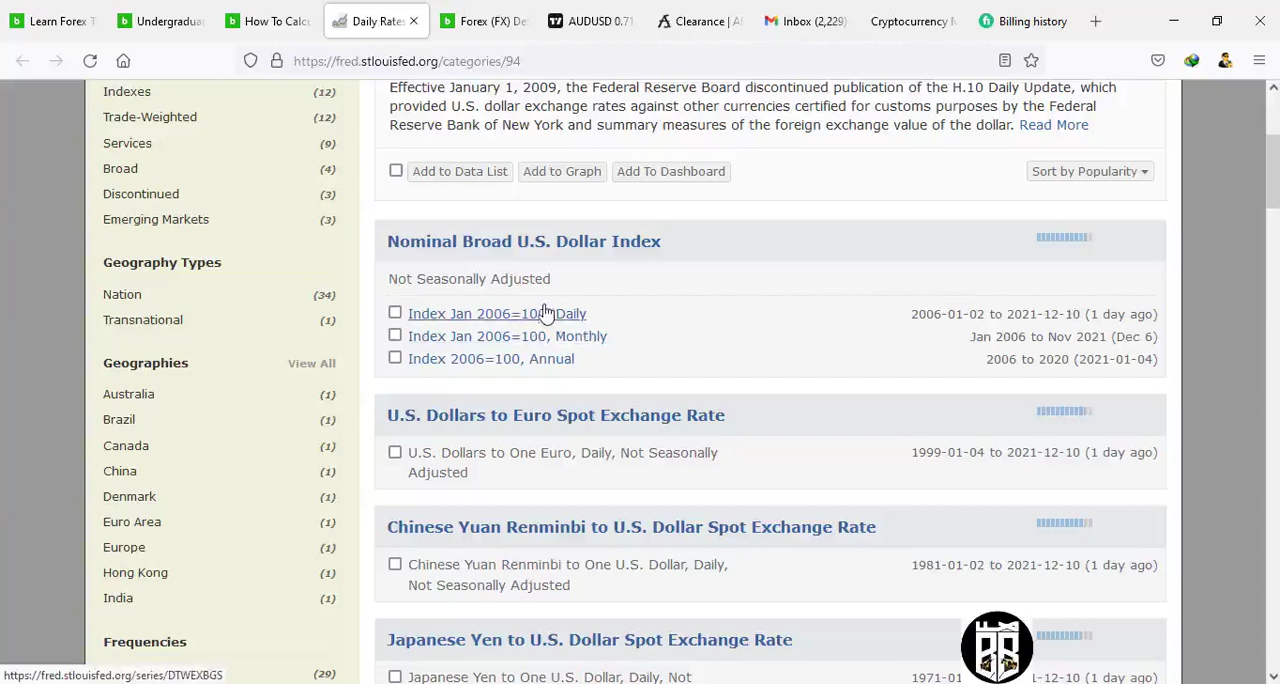 Learn Forex T
Undergradua
How To Calcu
Daily Rates
Forex (FX) De
AUDUSD 0.71
Clearance | A
Inbox (2,229)
Cryptocurrency M
Billing history
https://fred.stlouisfed.org/categories/94
Indexes (12)
Trade-Weighted (12)
Services (9)
Broad (4)
Discontinued (3)
Emerging Markets (3)
Geography Types
Nation (34)
Transnational (1)
Geographies View All
Australia (1)
Brazil (1)
Canada (1)
China (1)
Denmark (1)
Euro Area (1)
Europe (1)
Hong Kong (1)
India (1)
Frequencies
(29)
Effective January 1, 2009, the Federal Reserve Board discontinued publication of the H.10 Daily Update, which
provided U.S. dollar exchange rates against other currencies certified for customs purposes by the Federal
Reserve Bank of New York and summary measures of the foreign exchange value of the dollar. Read More
Add to Data List Add to Graph Add To Dashboard Sort by Popularity
Nominal Broad U.S. Dollar Index
Not Seasonally Adjusted
Index Jan 2006=100, Daily 2006-01-02 to 2021-12-10 (1 day ago)
Index Jan 2006=100, Monthly Jan 2006 to Nov 2021 (Dec 6)
Index 2006=100, Annual 2006 to 2020 (2021-01-04)
U.S. Dollars to Euro Spot Exchange Rate
U.S. Dollars to One Euro, Daily, Not Seasonally 1999-01-04 to 2021-12-10 (1 day ago)
Adjusted
Chinese Yuan Renminbi to U.S. Dollar Spot Exchange Rate
Chinese Yuan Renminbi to One U.S. Dollar, Daily, 1981-01-02 to 2021-12-10 (1 day ago)
Not Seasonally Adjusted
Japanese Yen to U.S. Dollar Spot Exchange Rate
Japanese Yen to One U.S. Dollar, Daily, Not 1971-01 12-10 (1 day ago)
https://fred.stlouisfed.org/series/DTWEXBGS